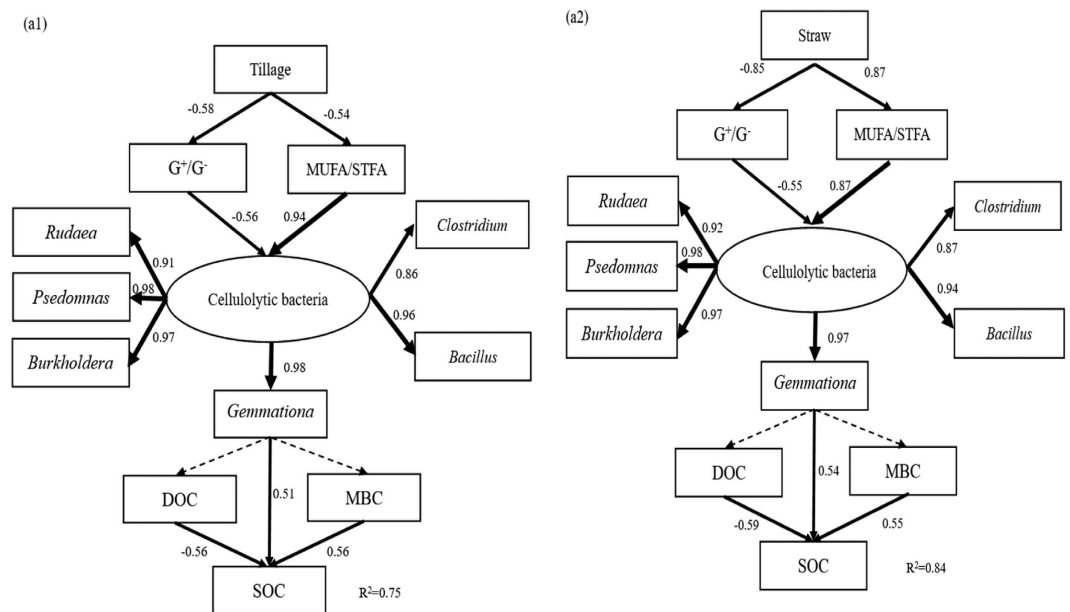 (a1)
Tillage
-0.58
-0.54
G⁺/G⁻
MUFA/STFA
-0.56
0.94
Rudaea
Clostridium
0.91
0.86
Psedomnas
0.98
Cellulolytic bacteria
0.97
0.96
Burkholdera
Bacillus
0.98
Gemmationa
DOC
0.51
MBC
-0.56
0.56
SOC
R²=0.75
(a2)
Straw
-0.85
0.87
G⁺/G⁻
MUFA/STFA
-0.55
0.87
Rudaea
Clostridium
0.92
0.87
Psedomnas
0.98
Cellulolytic bacteria
0.97
0.94
Burkholdera
Bacillus
0.97
Gemmationa
DOC
0.54
MBC
-0.59
0.55
SOC
R²=0.84